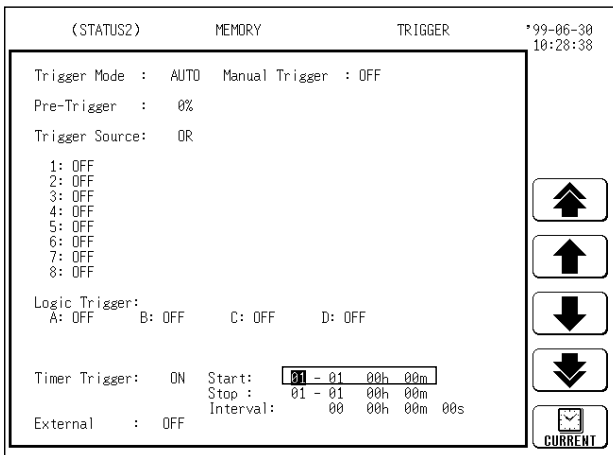 (STATUS2) MEMORY TRIGGER '99-06-30
10:28:38
Trigger Mode : AUTO Manual Trigger : OFF
Pre-Trigger : 0%
Trigger Source: OR
1: OFF
2: OFF
3: OFF
4: OFF
5: OFF
6: OFF
7: OFF
8: OFF
Logic Trigger:
A: OFF B: OFF C: OFF D: OFF
Timer Trigger: ON Start: 01 - 01 00h 00m
Stop : 01 - 01 00h 00m
Interval: 00 00h 00m 00s
External : OFF
CURRENT